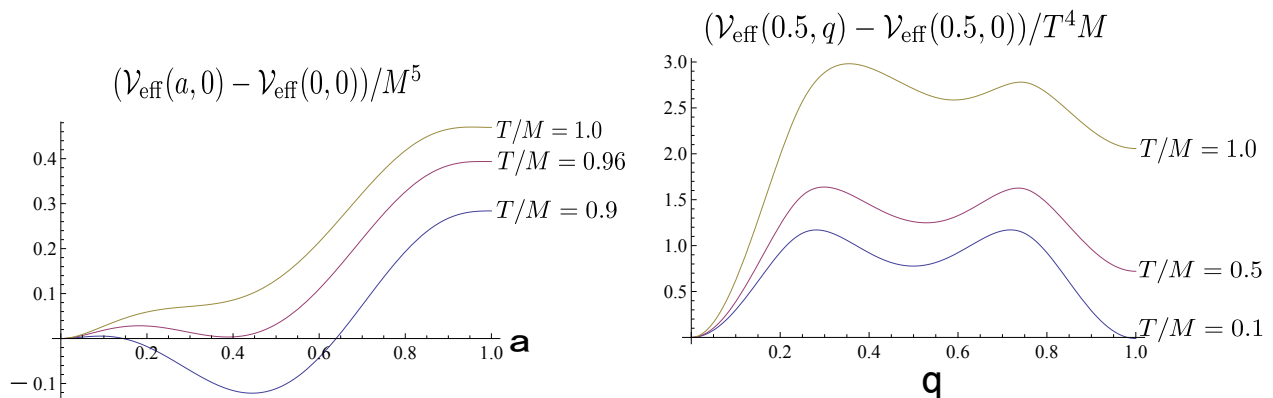 (𝒱eff(a, 0) − 𝒱eff(0, 0))/M⁵
0.4
0.3
0.2
0.1
− 0.1
0.2
0.4
0.6
0.8
1.0
a
T/M = 1.0
T/M = 0.96
T/M = 0.9
(𝒱eff(0.5, q) − 𝒱eff(0.5, 0))/T⁴M
3.0
2.5
2.0
1.5
1.0
0.5
0.2
0.4
0.6
0.8
1.0
q
T/M = 1.0
T/M = 0.5
T/M = 0.1